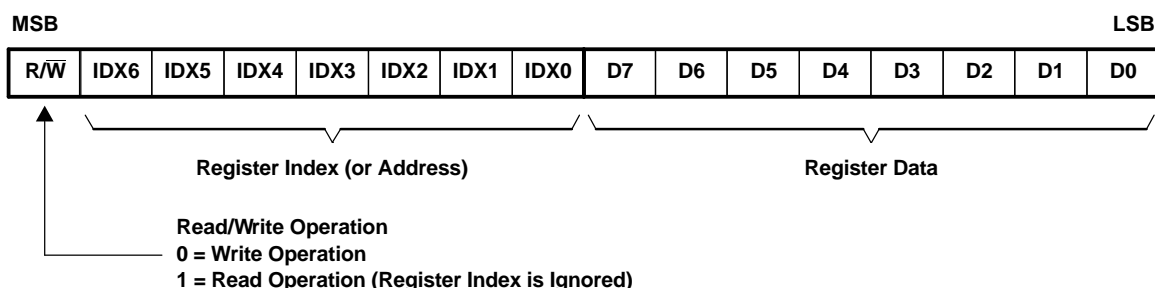 MSB LSB
R/W̅ IDX6 IDX5 IDX4 IDX3 IDX2 IDX1 IDX0 D7 D6 D5 D4 D3 D2 D1 D0
Register Index (or Address) Register Data
Read/Write Operation
0 = Write Operation
1 = Read Operation (Register Index is Ignored)